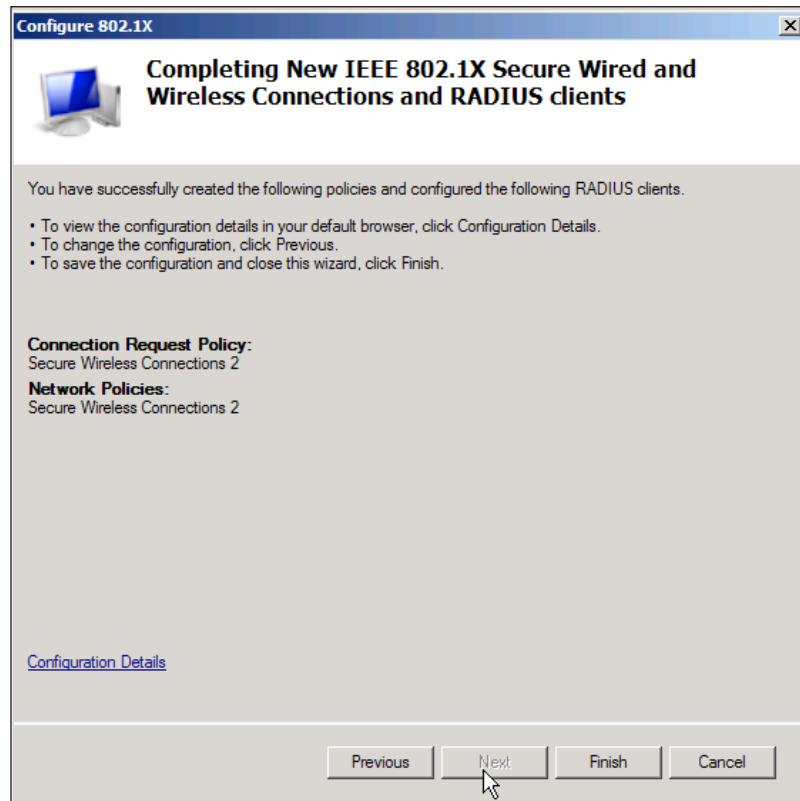 Configure 802.1X
Completing New IEEE 802.1X Secure Wired and
Wireless Connections and RADIUS clients
You have successfully created the following policies and configured the following RADIUS clients.
• To view the configuration details in your default browser, click Configuration Details.
• To change the configuration, click Previous.
• To save the configuration and close this wizard, click Finish.
Connection Request Policy:
Secure Wireless Connections 2
Network Policies:
Secure Wireless Connections 2
Configuration Details
Previous Next Finish Cancel